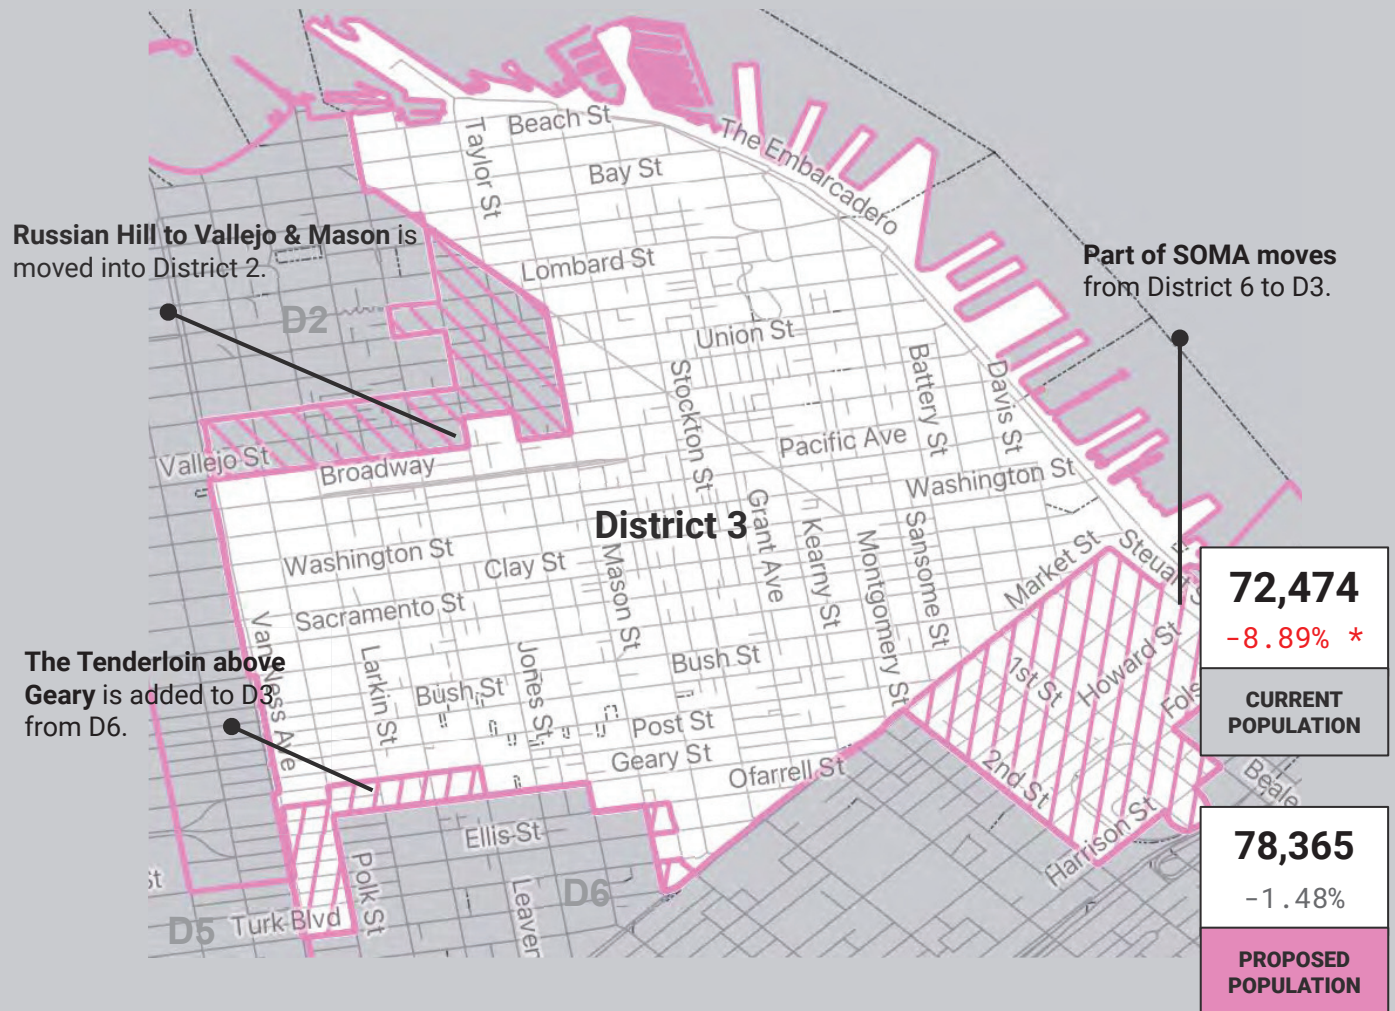 Beach St
Taylor St
Bay St
The Embarcadero
Russian Hill to Vallejo & Mason is
moved into District 2.
Lombard St
Part of SOMA moves
from District 6 to D3.
D2
Union St
Stockton St
Battery St
Davis St
Pacific Ave
Vallejo St
Broadway
Washington St
District 3
Grant Ave
Kearny St
Montgomery St
Sansome St
Market St
Steuart
Washington St
Clay St
Mason St
Sacramento St
72,474
-8.89% *
CURRENT
POPULATION
1st St
Howard St
Fols
Van Ness Ave
The Tenderloin above
Geary is added to D3
from D6.
Larkin St
Jones St
Bush St
Bush St
Post St
Geary St
Ofarrell St
2nd St
Beale
Harrison St
Ellis St
Polk St
Leaven
St
D6
D5
Turk Blvd
78,365
-1.48%
PROPOSED
POPULATION